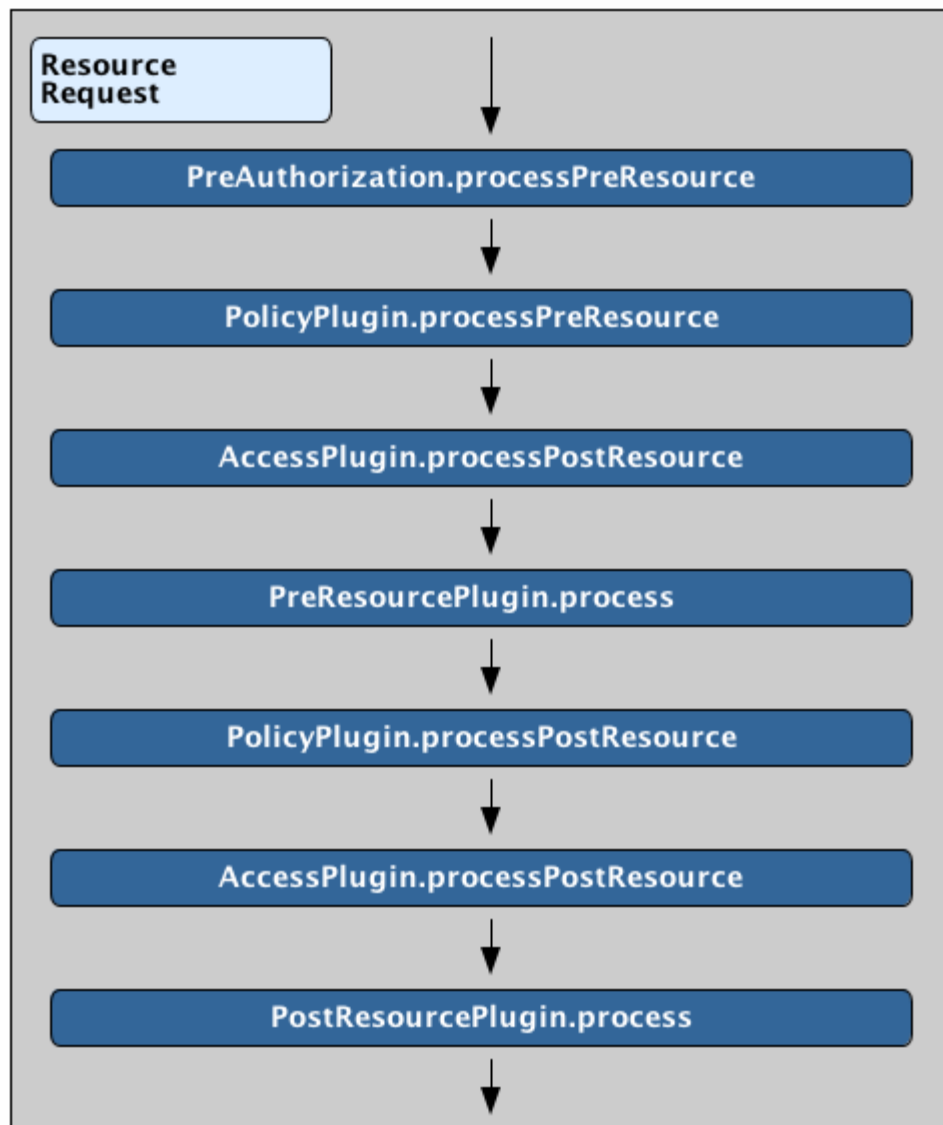 Resource
Request
PreAuthorization.processPreResource
PolicyPlugin.processPreResource
AccessPlugin.processPostResource
PreResourcePlugin.process
PolicyPlugin.processPostResource
AccessPlugin.processPostResource
PostResourcePlugin.process